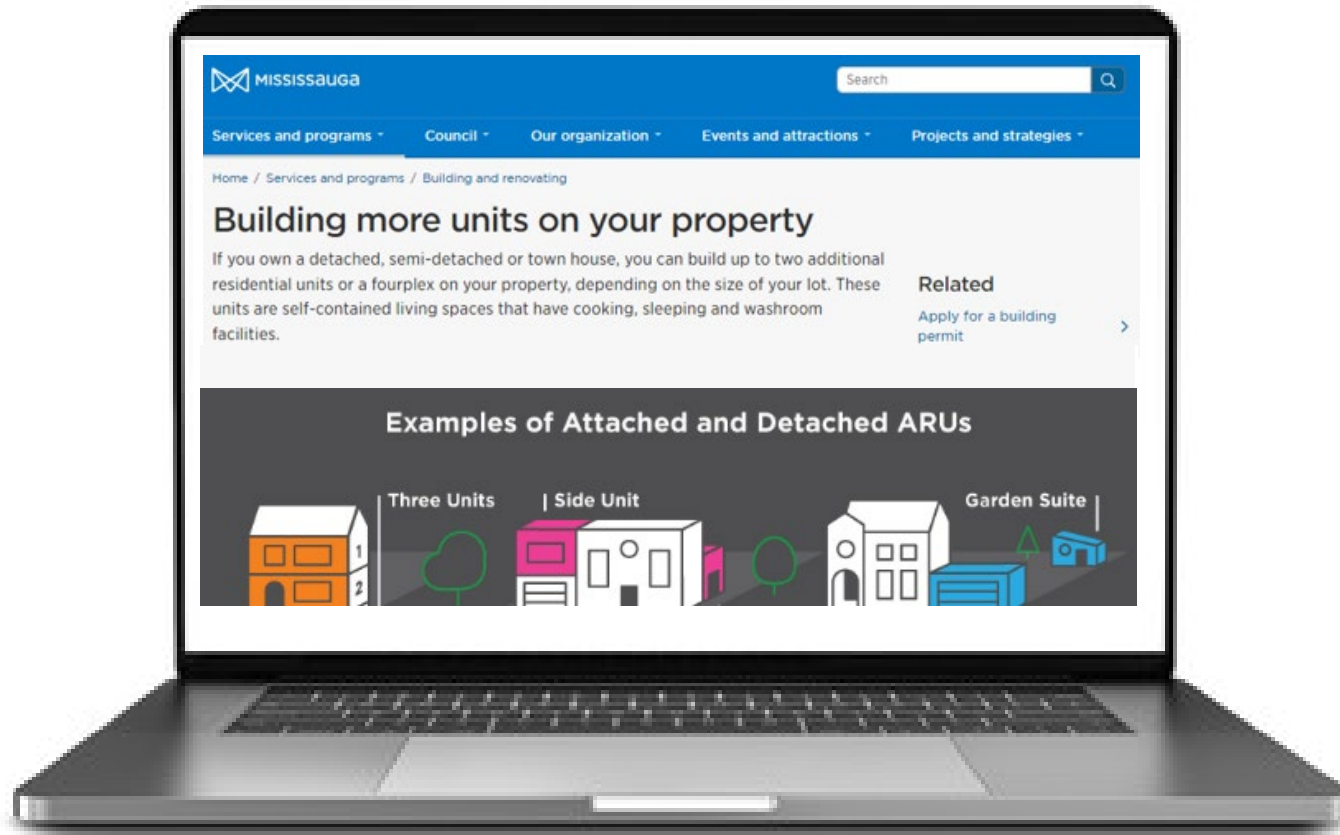 MISSISSAUGA
Search
Services and programs Council Our organization Events and attractions Projects and strategies
Home / Services and programs / Building and renovating
Building more units on your property
If you own a detached, semi-detached or town house, you can build up to two additional
residential units or a fourplex on your property, depending on the size of your lot. These
units are self-contained living spaces that have cooking, sleeping and washroom
facilities.
Related
Apply for a building
permit
Examples of Attached and Detached ARUs
Three Units
Side Unit
Garden Suite
1
2